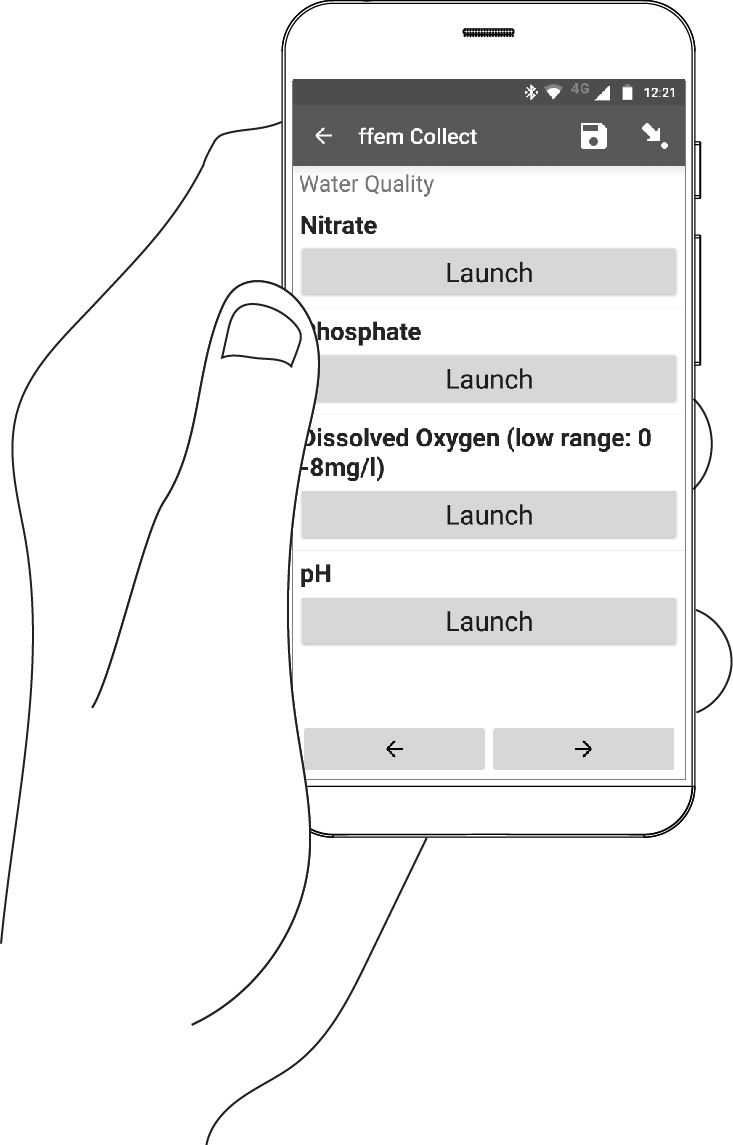 4G 12:21
ffem Collect
Water Quality
Nitrate
Launch
Phosphate
Launch
Dissolved Oxygen (low range: 0
-8mg/l)
Launch
pH
Launch